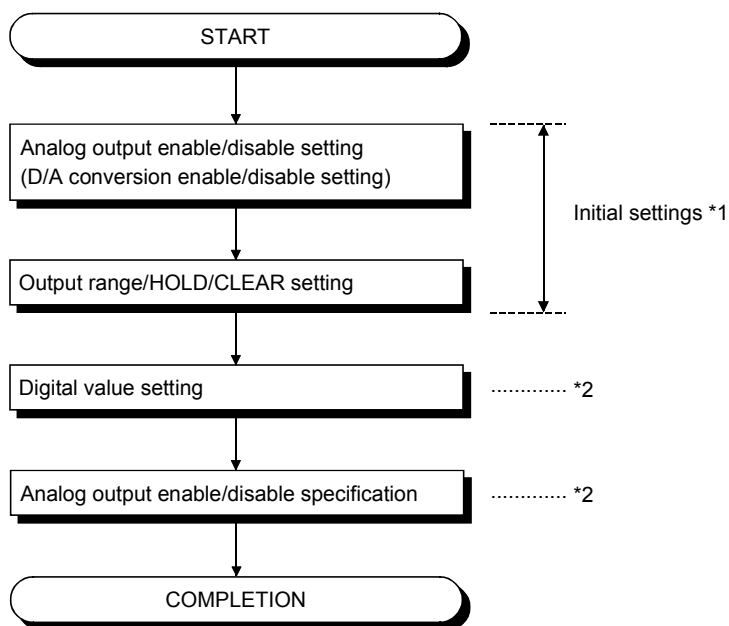 START
Analog output enable/disable setting
(D/A conversion enable/disable setting)
Initial settings *1
Output range/HOLD/CLEAR setting
Digital value setting
............. *2
Analog output enable/disable specification
............. *2
COMPLETION